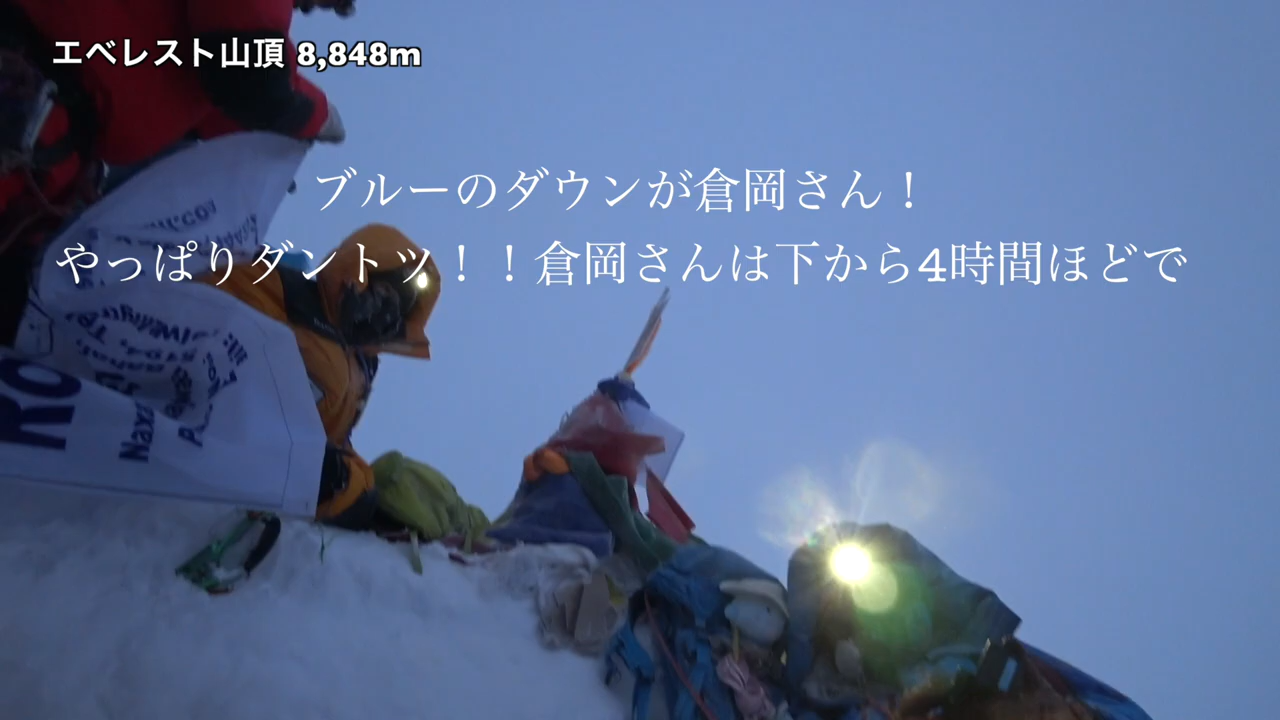 エベレスト山頂 8,848m
ブルーのダウンが倉岡さん！
やっぱりダントツ！！倉岡さんは下から4時間ほどで
RO
Naxa